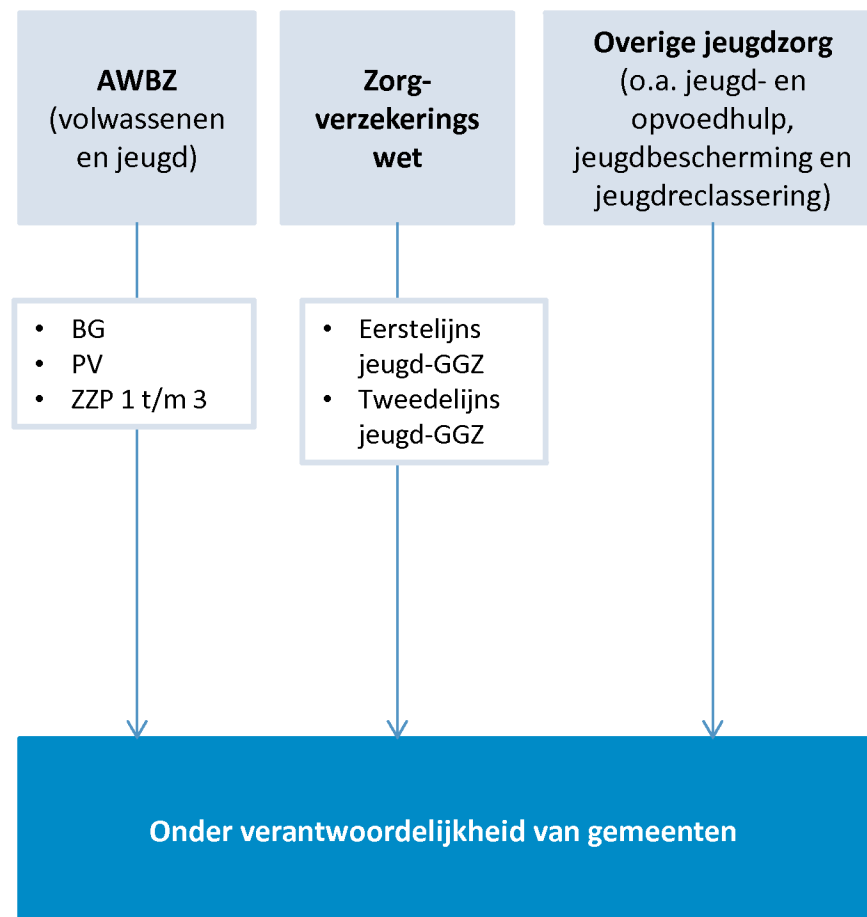 AWBZ
(volwassenen
en jeugd)
Zorg-
verzekerings
wet
Overige jeugdzorg
(o.a. jeugd- en
opvoedhulp,
jeugdbescherming en
jeugdreclassering)
• BG
• PV
• ZZP 1 t/m 3
• Eerstelijns
jeugd-GGZ
• Tweedelijns
jeugd-GGZ
Onder verantwoordelijkheid van gemeenten